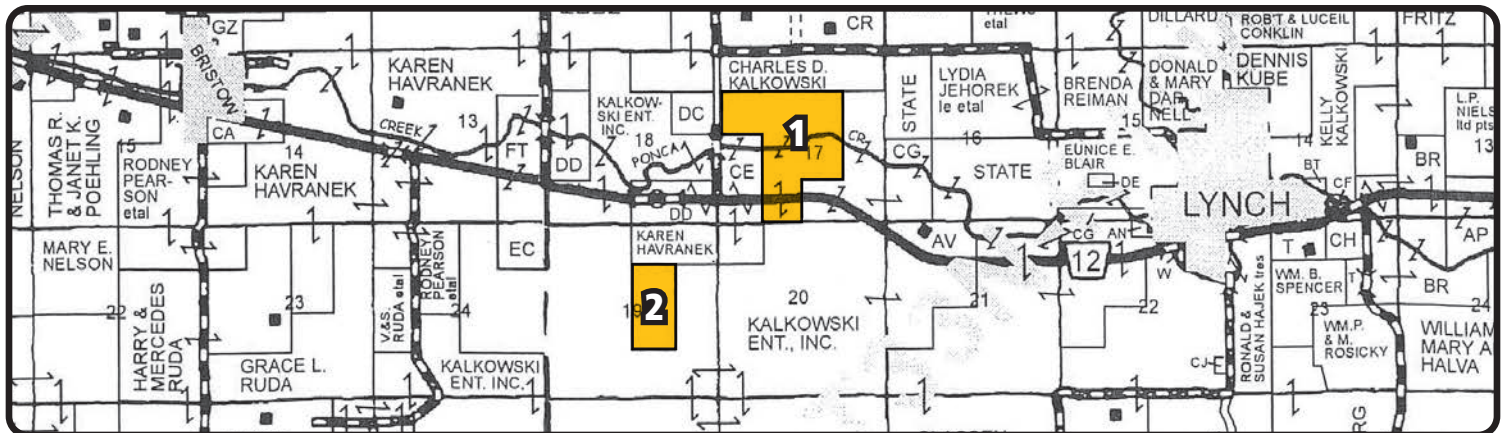 GZ
BRISTOW
CA
NELSON
THOMAS R.
& JANET K.
POEHLING
15
RODNEY
PEAR-
SON
etal
14
KAREN
HAVRANEK
KAREN
HAVRANEK
13
CREEK
FT
DD
KALKOW-
SKI ENT.
INC.
18
PONCA
DC
CE
DD
CR
CHARLES D.
KALKOWSKI
1
17
CR
STATE
CG
LYDIA
JEHOREK
le etal
16
STATE
BRENDA
REIMAN
DILLARD
DONALD
& MARY
DAR-
NELL
15
EUNICE E.
BLAIR
DE
CG
AN
ROB'T & LUCEIL
CONKLIN
DENNIS
KUBE
KELLY
KALKOWSKI
14
BT
CF
FRITZ
L.P.
NIELS
ltd pts
BR
13
LYNCH
MARY E.
NELSON
22
HARRY &
MERCEDES
RUDA
23
GRACE L.
RUDA
V.&S.
RUDA etal
RODNEY
PEARSON
etal
24
KALKOWSKI
ENT. INC.
EC
KAREN
HAVRANEK
19
2
20
KALKOWSKI
ENT., INC.
AV
21
12
22
W
CJ
RONALD &
SUSAN HAJEK tres
T
CH
WM. B.
SPENCER
T
23
WM.P.
& M.
ROSICKY
AP
BR
24
WILLIAM
MARY A
HALVA
RG